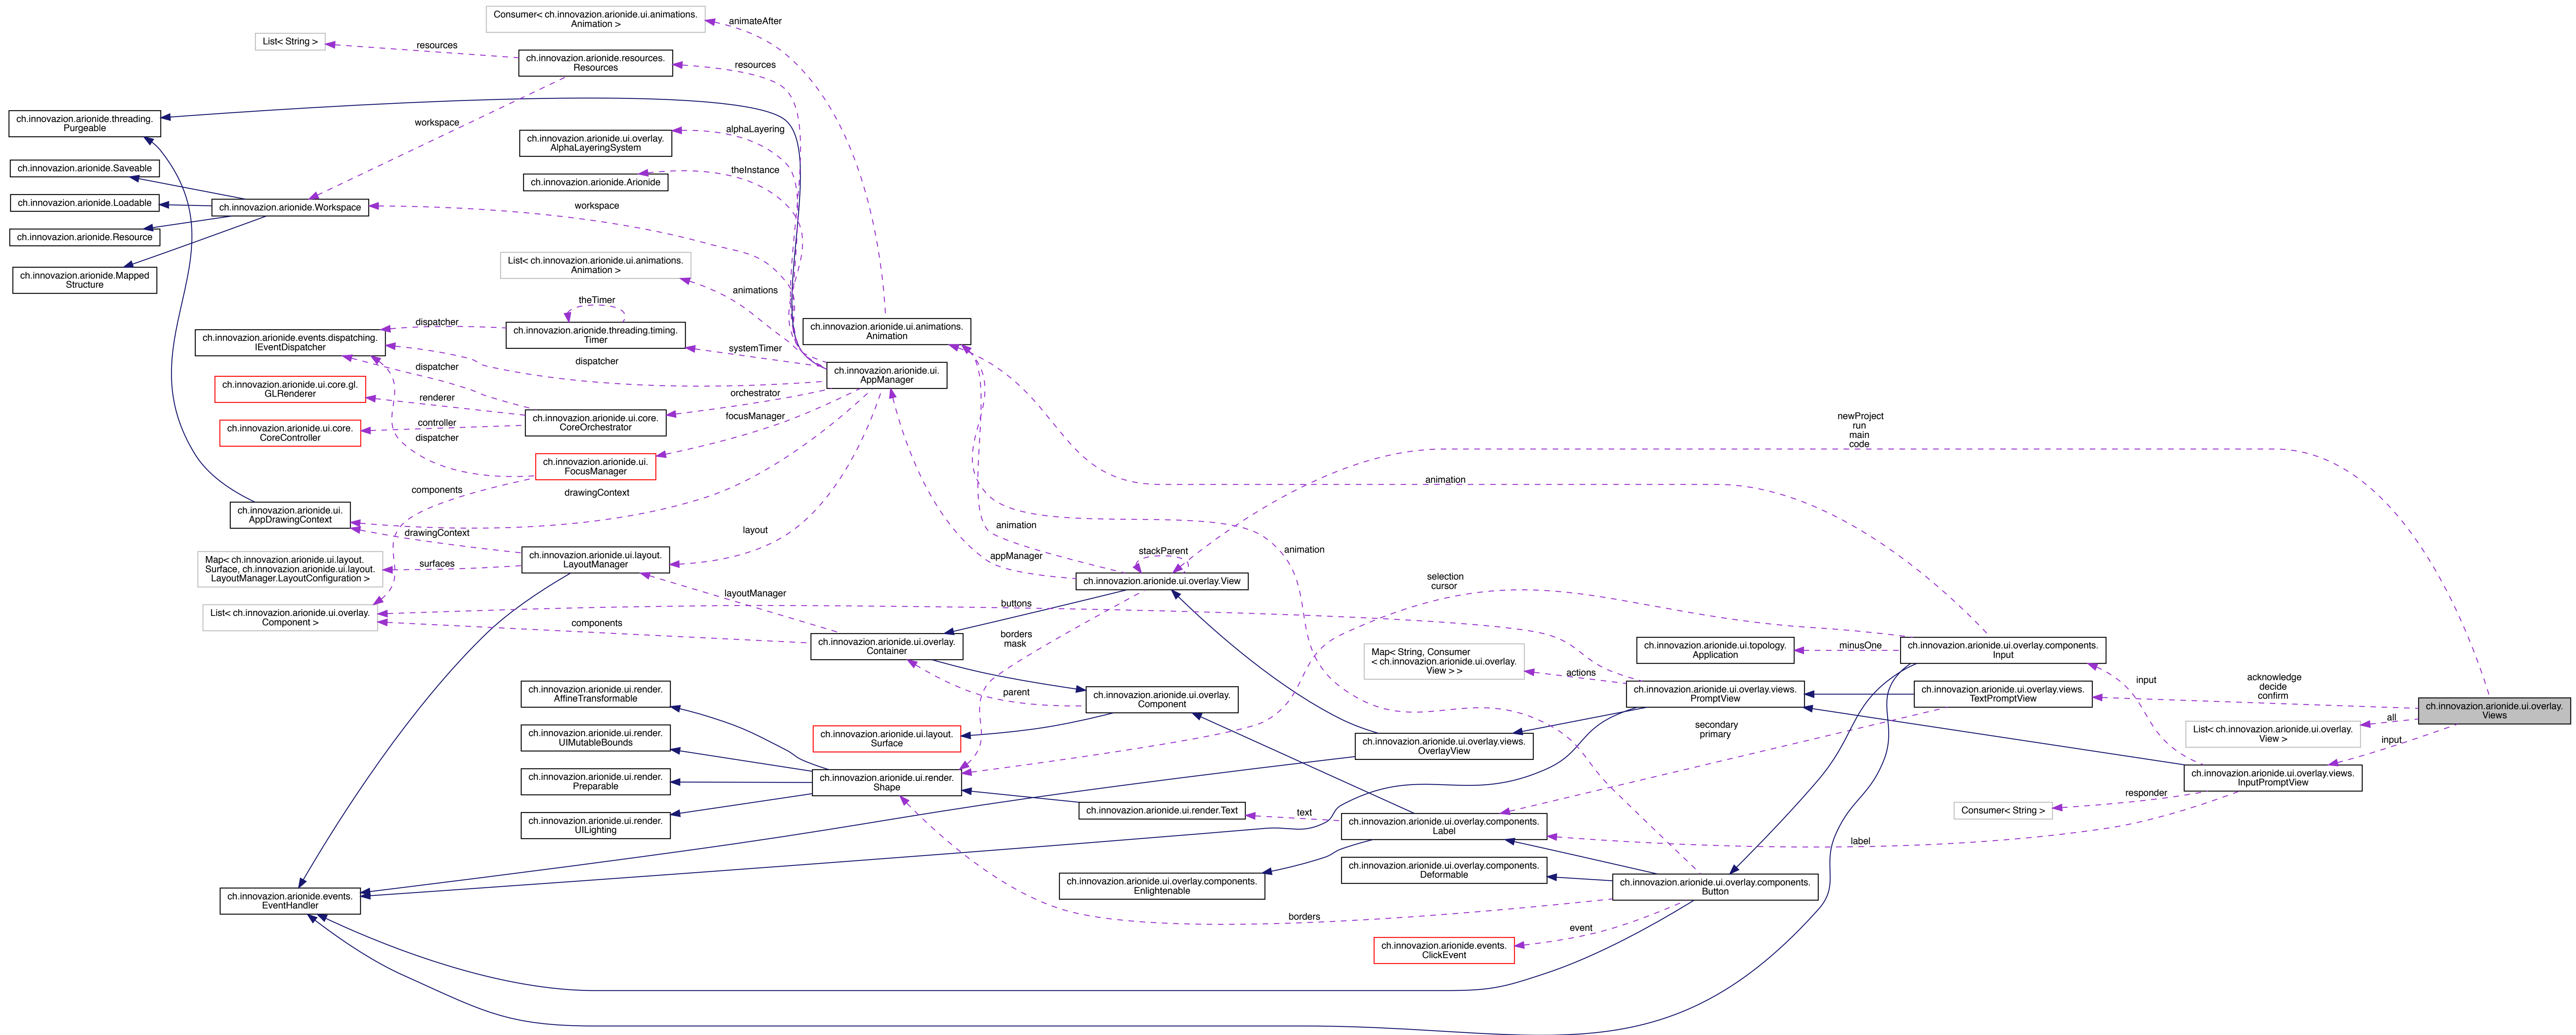 Consumer< ch.innovazion.arionide.ui.animations.
Animation >
animateAfter
List< String >
resources
ch.innovazion.arionide.resources.
Resources
resources
ch.innovazion.arionide.threading.
Purgeable
workspace
alphaLayering
ch.innovazion.arionide.ui.overlay.
AlphaLayeringSystem
ch.innovazion.arionide.Saveable
theInstance
ch.innovazion.arionide.Arionide
ch.innovazion.arionide.Loadable
ch.innovazion.arionide.Workspace
workspace
ch.innovazion.arionide.Resource
List< ch.innovazion.arionide.ui.animations.
Animation >
ch.innovazion.arionide.Mapped
Structure
animations
theTimer
dispatcher
ch.innovazion.arionide.threading.timing.
Timer
ch.innovazion.arionide.ui.animations.
Animation
ch.innovazion.arionide.events.dispatching.
IEventDispatcher
systemTimer
dispatcher
dispatcher
ch.innovazion.arionide.ui.
AppManager
ch.innovazion.arionide.ui.core.gl.
GLRenderer
renderer
orchestrator
ch.innovazion.arionide.ui.core.
CoreOrchestrator
focusManager
newProject
run
main
code
ch.innovazion.arionide.ui.core.
CoreController
controller
dispatcher
ch.innovazion.arionide.ui.
FocusManager
components
drawingContext
animation
ch.innovazion.arionide.ui.
AppDrawingContext
drawingContext
layout
animation
appManager
stackParent
animation
Map< ch.innovazion.arionide.ui.layout.
Surface, ch.innovazion.arionide.ui.layout.
LayoutManager.LayoutConfiguration >
surfaces
ch.innovazion.arionide.ui.layout.
LayoutManager
ch.innovazion.arionide.ui.overlay.View
selection
cursor
layoutManager
List< ch.innovazion.arionide.ui.overlay.
Component >
buttons
components
borders
mask
ch.innovazion.arionide.ui.overlay.
Container
ch.innovazion.arionide.ui.topology.
Application
minusOne
ch.innovazion.arionide.ui.overlay.components.
Input
Map< String, Consumer
< ch.innovazion.arionide.ui.overlay.
View > >
actions
input
acknowledge
decide
confirm
ch.innovazion.arionide.ui.render.
AffineTransformable
parent
ch.innovazion.arionide.ui.overlay.
Component
ch.innovazion.arionide.ui.overlay.views.
PromptView
ch.innovazion.arionide.ui.overlay.views.
TextPromptView
ch.innovazion.arionide.ui.overlay.
Views
all
ch.innovazion.arionide.ui.render.
UIMutableBounds
ch.innovazion.arionide.ui.layout.
Surface
ch.innovazion.arionide.ui.overlay.views.
OverlayView
secondary
primary
List< ch.innovazion.arionide.ui.overlay.
View >
input
ch.innovazion.arionide.ui.render.
Preparable
ch.innovazion.arionide.ui.render.
Shape
ch.innovazion.arionide.ui.overlay.views.
InputPromptView
responder
ch.innovazion.arionide.ui.render.
UILighting
ch.innovazion.arionide.ui.render.Text
text
ch.innovazion.arionide.ui.overlay.components.
Label
Consumer< String >
label
ch.innovazion.arionide.ui.overlay.components.
Deformable
ch.innovazion.arionide.ui.overlay.components.
Enlightenable
ch.innovazion.arionide.ui.overlay.components.
Button
ch.innovazion.arionide.events.
EventHandler
borders
event
ch.innovazion.arionide.events.
ClickEvent